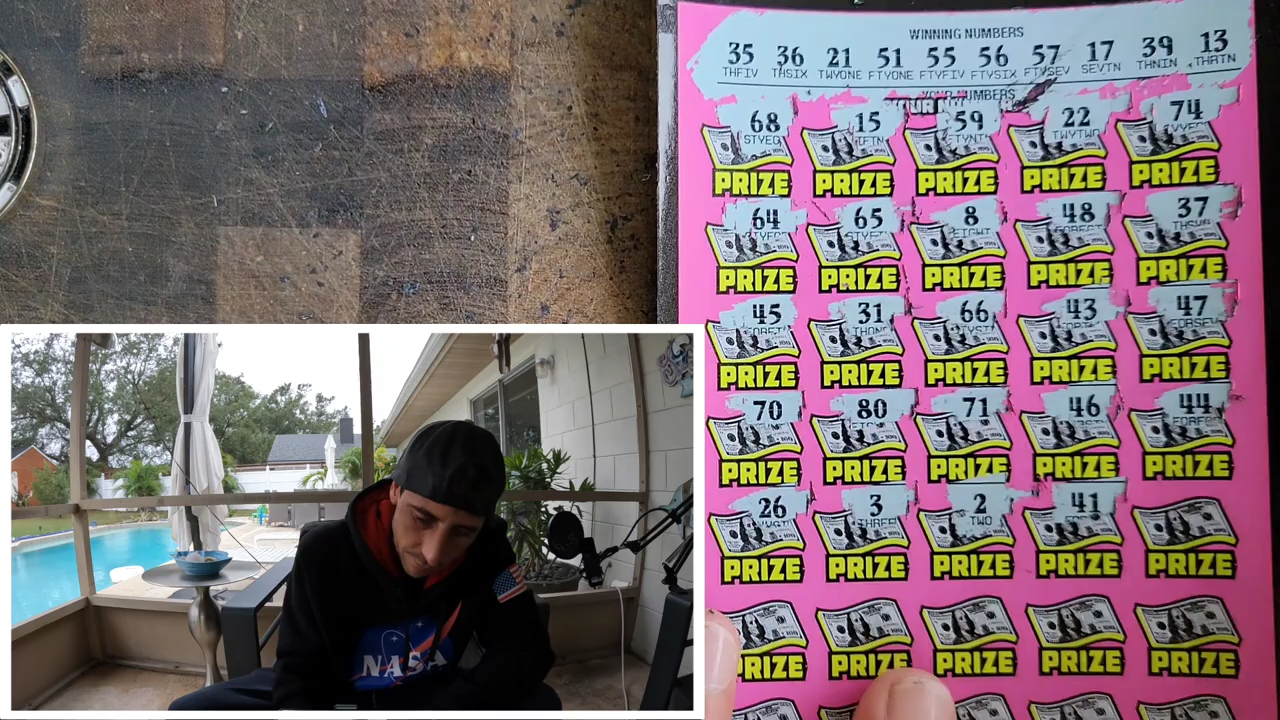 WINNING NUMBERS
35 36 21 51 55 56 57 17 39 13
THFIV THSIX TWYONE FTYONE FTYFIV FTYSIX FTYSEV SEVTN THNIN THRTN
YOUR NUMBERS
68 15 59 22 74
PRIZE PRIZE PRIZE PRIZE PRIZE
64 65 8 48 37
PRIZE PRIZE PRIZE PRIZE PRIZE
45 31 66 43 47
PRIZE PRIZE PRIZE PRIZE PRIZE
70 80 71 46 44
PRIZE PRIZE PRIZE PRIZE PRIZE
26 3 2 41
THREE TWO
PRIZE PRIZE PRIZE PRIZE PRIZE
PRIZE PRIZE PRIZE PRIZE PRIZE
NASA